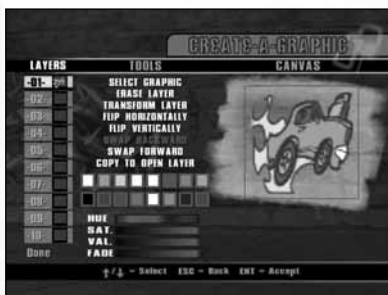 CREATE-A-GRAPHIC
LAYERS TOOLS CANVAS
-01-
-02-
-03-
-04-
-05-
-06-
-07-
-08-
-09-
-10-
Done
SELECT GRAPHIC
ERASE LAYER
TRANSFORM LAYER
FLIP HORIZONTALLY
FLIP VERTICALLY
SWAP BACKWARD
SWAP FORWARD
COPY TO OPEN LAYER
HUE
SAT.
VAL.
FADE
↑/↓ - Select ESC - Back ENT - Accept